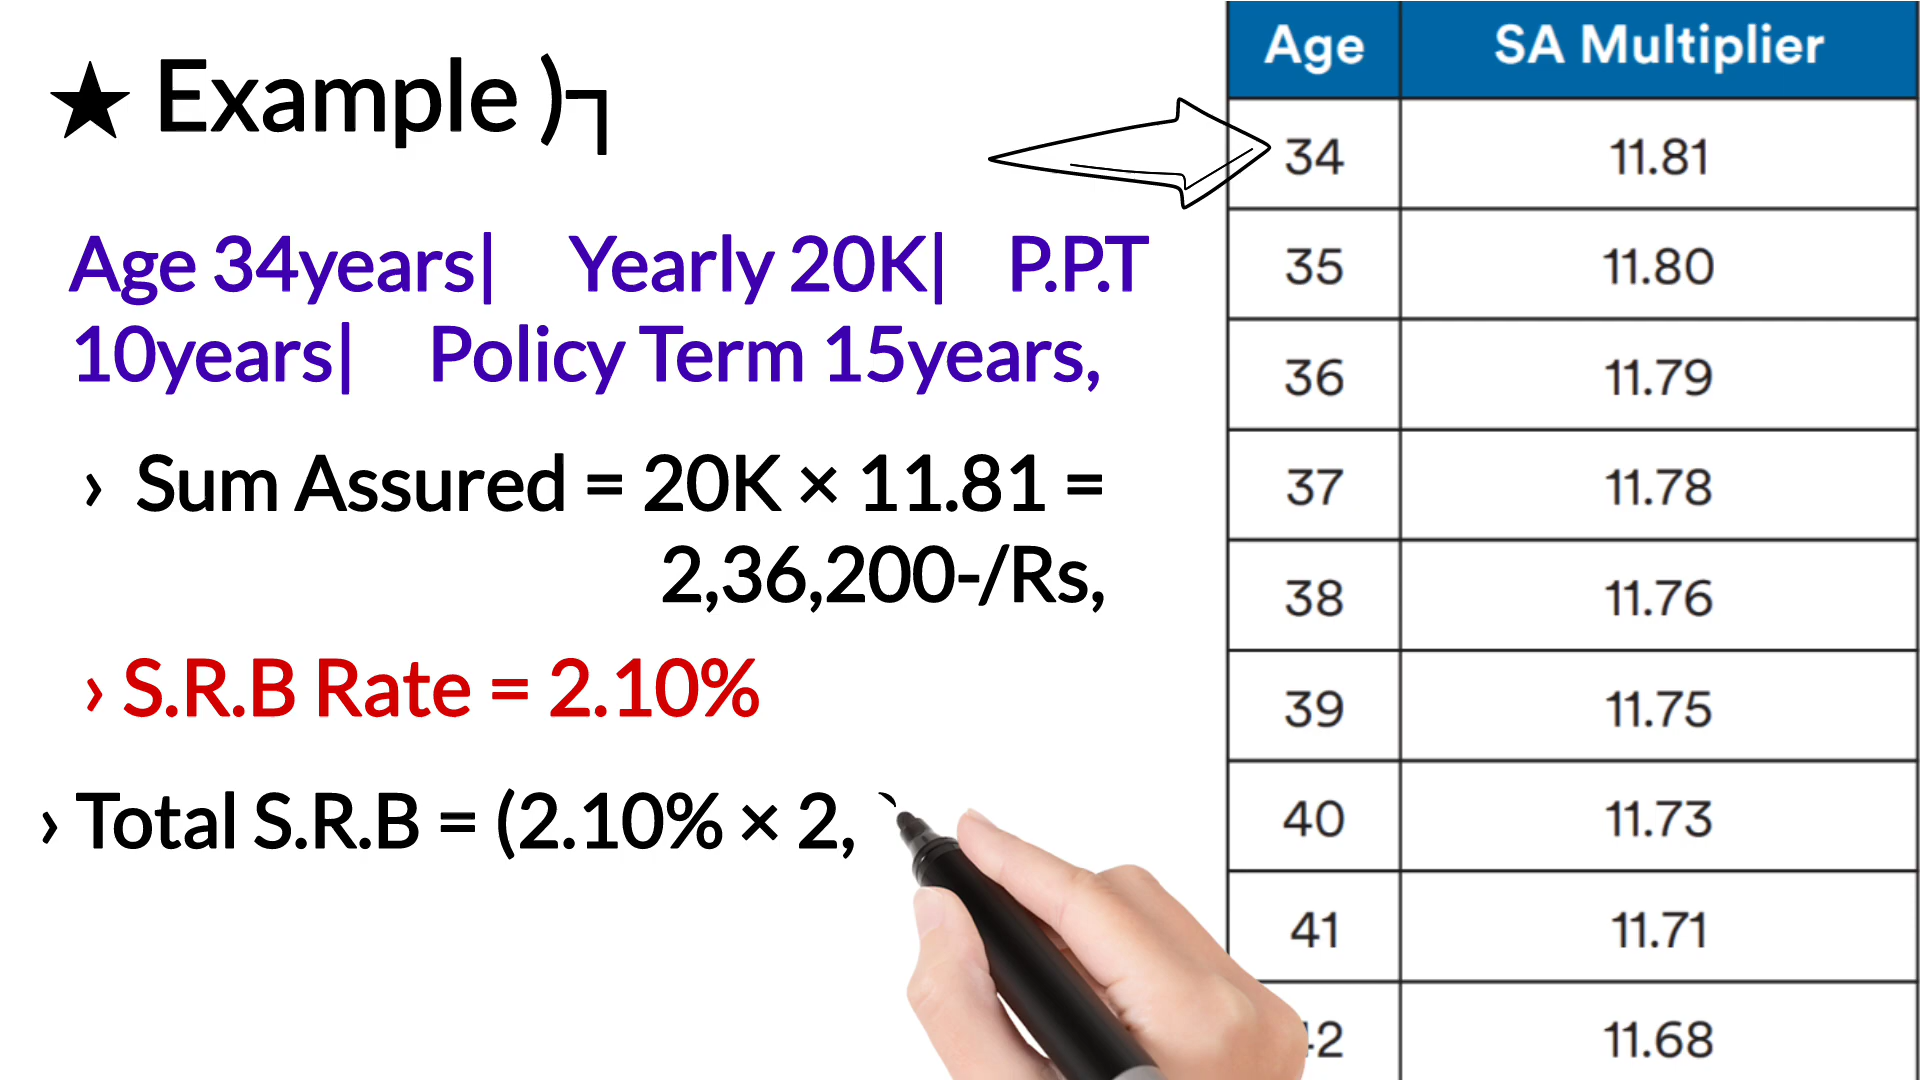 ★ Example )┐
Age 34years| Yearly 20K| P.P.T
10years| Policy Term 15years,
› Sum Assured = 20K × 11.81 =
2,36,200-/Rs,
› S.R.B Rate = 2.10%
› Total S.R.B = (2.10% × 2,
Age SA Multiplier
34 11.81
35 11.80
36 11.79
37 11.78
38 11.76
39 11.75
40 11.73
41 11.71
2 11.68